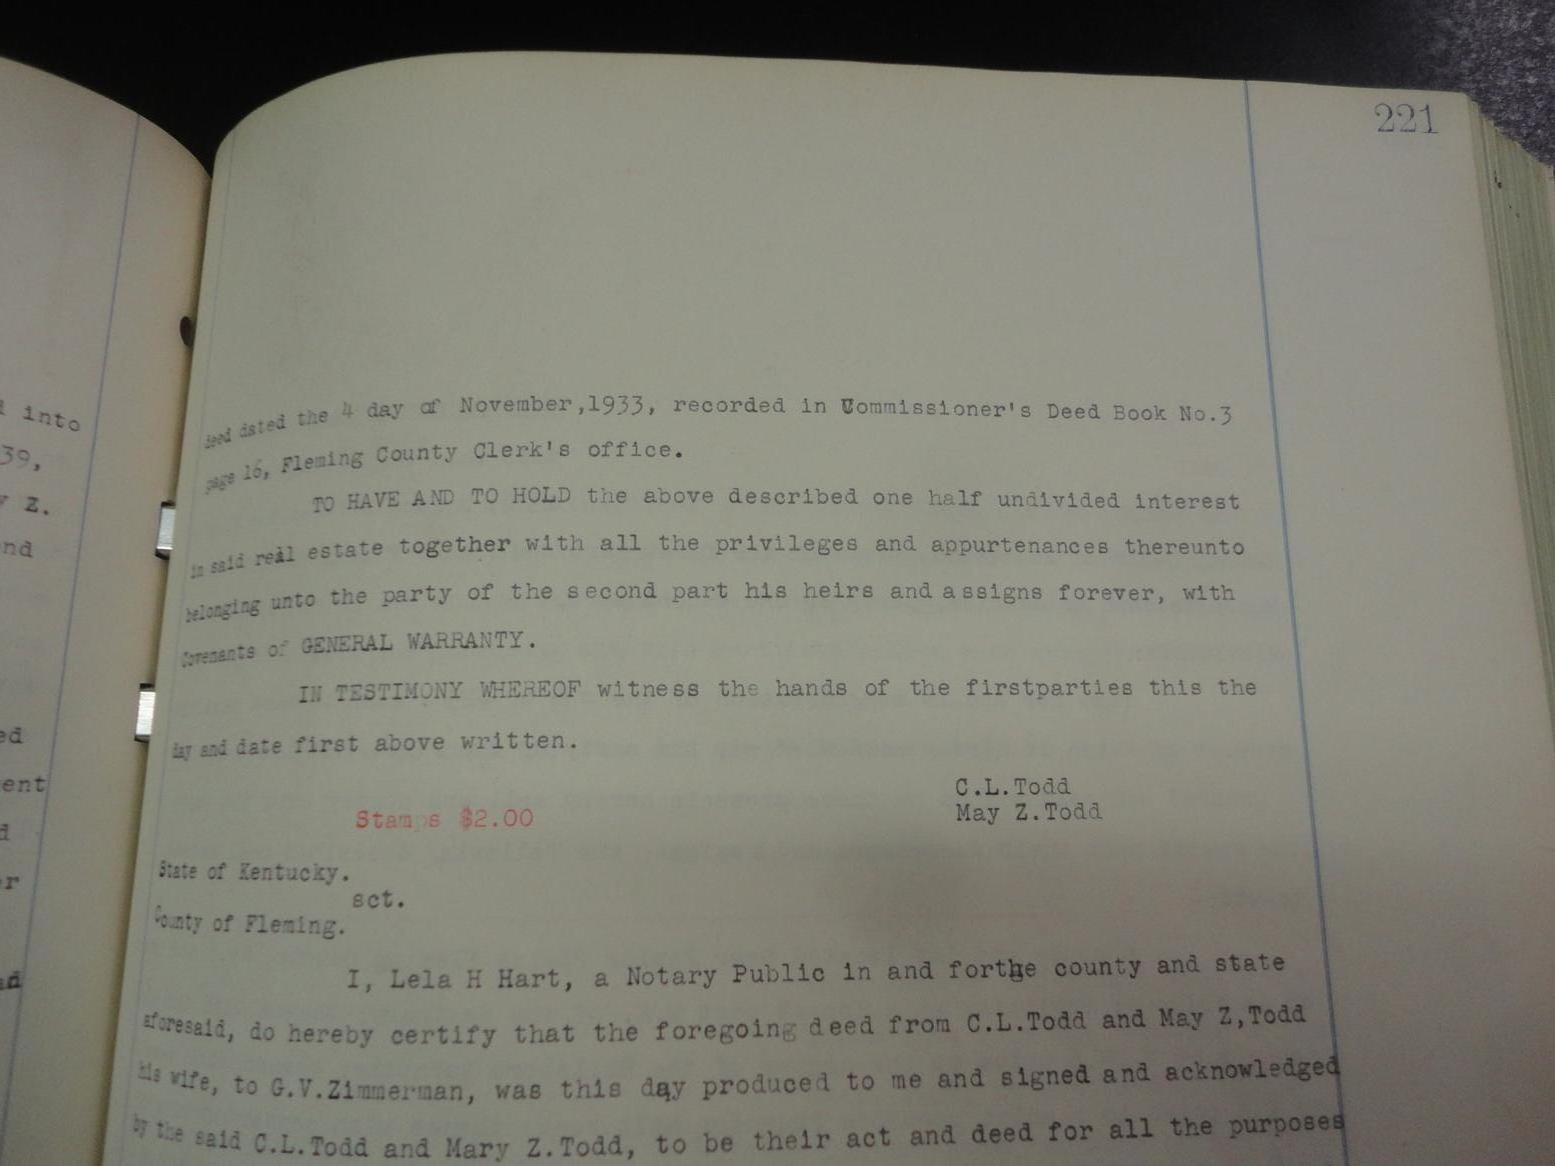 221
deed dated the 4 day of November,1933, recorded in Commissioner's Deed Book No.3
page 16, Fleming County Clerk's office.
TO HAVE AND TO HOLD the above described one half undivided interest
in said real estate together with all the privileges and appurtenances thereunto
belonging unto the party of the second part his heirs and assigns forever, with
Covenants of GENERAL WARRANTY.
IN TESTIMONY WHEREOF witness the hands of the firstparties this the
day and date first above written.
C.L.Todd
May Z.Todd
Stamps $2.00
State of Kentucky.
sct.
County of Fleming.
I, Lela H Hart, a Notary Public in and forthe county and state
aforesaid, do hereby certify that the foregoing deed from C.L.Todd and May Z,Todd
his wife, to G.V.Zimmerman, was this day produced to me and signed and acknowledged
by the said C.L.Todd and Mary Z.Todd, to be their act and deed for all the purposes
into
39,
Z.
nd
ed
ent
d
er
nd